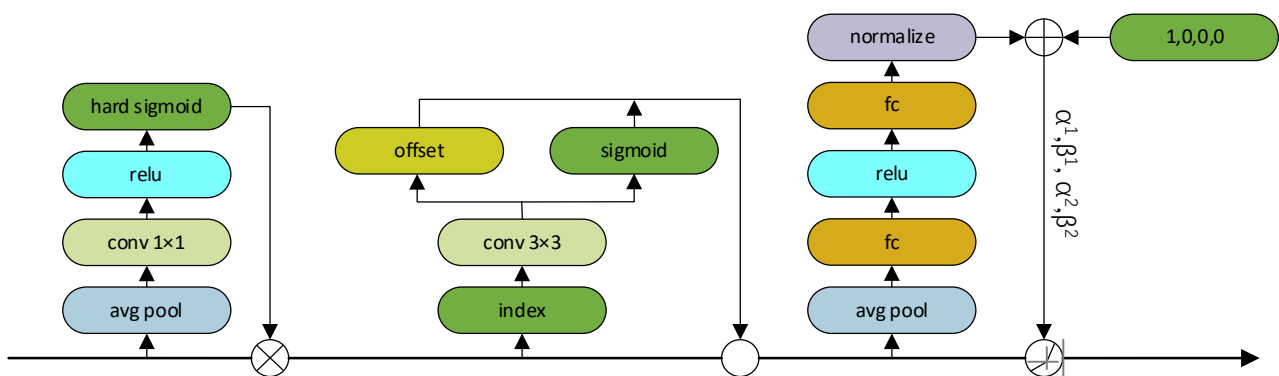 hard sigmoid
relu
conv 1×1
avg pool
offset
sigmoid
conv 3×3
index
normalize
fc
relu
fc
avg pool
1,0,0,0
α¹,β¹, α²,β²